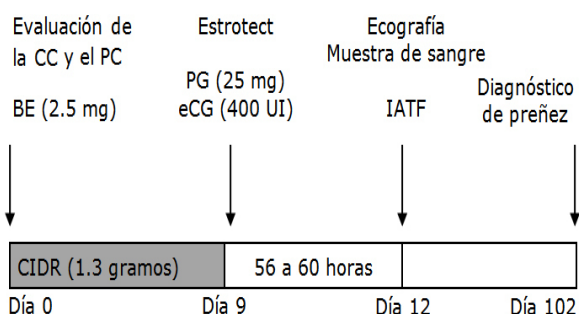 Evaluación de
la CC y el PC
BE (2.5 mg)
Estrotect
PG (25 mg)
eCG (400 UI)
Ecografía
Muestra de sangre
IATF
Diagnóstico
de preñez
CIDR (1.3 gramos)
56 a 60 horas
Día 0
Día 9
Día 12
Día 102